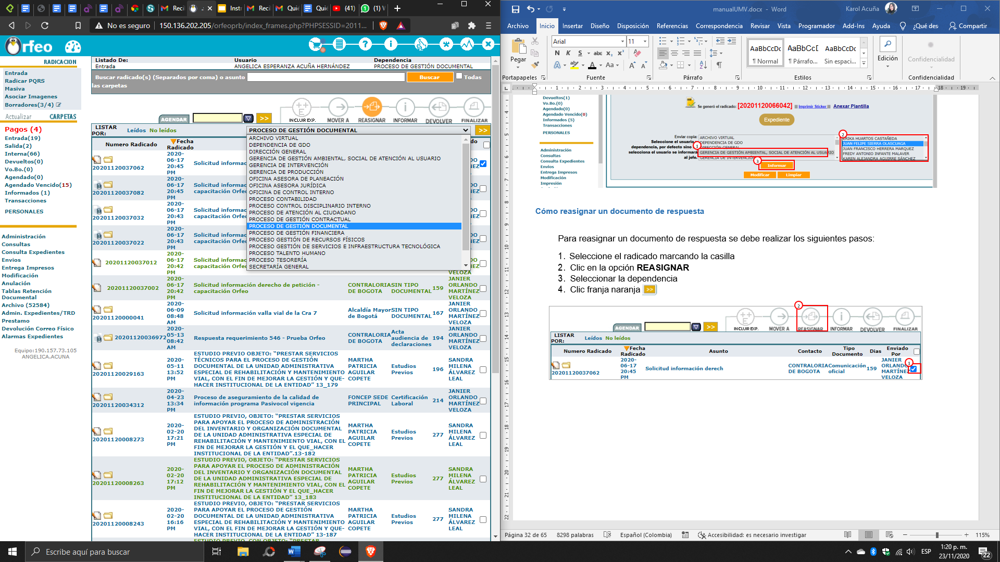 Recil
Inst
Recil
Quie
Quie
(41)
(1)
No es seguro
150.136.202.205/orfeoprb/index_frames.php?PHPSESSID=2011...
Orfeo
RADICACION
Entrada
Radicar PQRS
Masiva
Asociar Imagenes
Borradores(3/4)
Actualizar CARPETAS
Pagos (4)
Entrada(19)
Salida(2)
Interna(66)
Devueltos(0)
Vo.Bo.(0)
Agendado(0)
Agendado Vencido(15)
Informados (1)
Transacciones
PERSONALES
Administración
Consultas
Consulta Expedientes
Envios
Entrega Impresos
Modificación
Anulación
Tablas Retención
Documental
Archivo (52584)
Admin. Expedientes/TRD
Prestamo
Devolución Correo Físico
Alarmas Expedientes
Equipo:190.157.73.105
ANGELICA.ACUNA
Listado De: Usuario Dependencia
Entrada ANGELICA ESPERANZA ACUÑA HERNÁNDEZ PROCESO DE GESTIÓN DOCUMENTAL
Buscar radicado(s) (Separados por coma) o asunto Buscar Todas
las carpetas
AGENDAR >> INCLUIR EXP. MOVER A REASIGNAR INFORMAR DEVOLVER FINALIZAR
LISTAR
POR: Leídos No leídos
PROCESO DE GESTIÓN DOCUMENTAL >>
Numero Radicado Fecha
Radicado
ARCHIVO VIRTUAL
DEPENDENCIA DE GDO
DIRECCIÓN GENERAL
GERENCIA DE GESTIÓN AMBIENTAL, SOCIAL DE ATENCIÓN AL USUARIO
GERENCIA DE INTERVENCIÓN
GERENCIA DE PRODUCCIÓN
OFICINA ASESORA DE PLANEACIÓN
OFICINA ASESORA JURÍDICA
OFICINA DE CONTROL INTERNO
PROCESO CONTABILIDAD
PROCESO CONTROL DISCIPLINARIO INTERNO
PROCESO DE ATENCIÓN AL CIUDADANO
PROCESO DE GESTIÓN CONTRACTUAL
PROCESO DE GESTIÓN DOCUMENTAL
PROCESO DE GESTIÓN FINANCIERA
PROCESO GESTIÓN DE RECURSOS FÍSICOS
PROCESO GESTIÓN DE SERVICIOS E INFRAESTRUCTURA TECNOLÓGICA
PROCESO TALENTO HUMANO
PROCESO TESORERÍA
SECRETARÍA GENERAL
20201120037062 2020-06-17 20:45 PM Solicitud informac
20201120037082 2020-06-17 20:45 PM Solicitud informac
capacitación Orfec
20201120037032 2020-06-17 20:43 PM Solicitud informac
capacitación Orfec
20201120037022 2020-06-17 20:43 PM Solicitud informac
capacitación Orfec
20201120037012 2020-06-17 20:42 PM Solicitud informac
capacitación Orfec VELOZA
20201120037002 2020-06-17 20:42 PM Solicitud información derecho de petición -
capacitación Orfeo CONTRALORIA DE BOGOTA SIN TIPO DOCUMENTAL 159 JANIER ORLANDO MARTÍNEZ VELOZA
20201120000041 2020-06-09 08:48 AM Solicitud información valla vial de la Cra 7 Alcaldía Mayor de Bogotá SIN TIPO DOCUMENTAL 167 JANIER ORLANDO MARTÍNEZ VELOZA
20201120036972 2020-05-13 08:42 AM Respuesta requerimiento 546 - Prueba Orfeo CONTRALORIA DE BOGOTA Acta audiencia de declaraciones 194 JANIER ORLANDO MARTÍNEZ VELOZA
20201120029163 2020-05-11 13:52 PM ESTUDIO PREVIO OBJETO: “PRESTAR SERVICIOS
TÉCNICOS PARA EL PROCESO DE GESTIÓN
DOCUMENTAL DE LA UNIDAD ADMINISTRATIVA
ESPECIAL DE REHABILITACIÓN Y MANTENIMIENTO
VIAL, CON EL FIN DE MEJORAR LA GESTIÓN Y QUE-
HACER INSTITUCIONAL DE LA ENTIDAD” 13_179 MARTHA PATRICIA AGUILAR COPETE Estudios Previos 196 SANDRA MILENA ÁLVAREZ LEAL
20201120034312 2020-04-23 13:34 PM Proceso de aseguramiento de la calidad de
información programa Pasivocol vigencia FONCEP SEDE PRINCIPAL Certificación Laboral 214 JANIER ORLANDO MARTÍNEZ VELOZA
20201120008273 2020-02-20 17:21 PM ESTUDIO PREVIO, OBJETO: “PRESTAR SERVICIOS
PARA APOYAR EL PROCESO DE ADMINISTRACIÓN
DEL INVENTARIO Y ORGANIZACIÓN DOCUMENTAL
DE LA UNIDAD ADMINISTRATIVA ESPECIAL DE
REHABILITACIÓN Y MANTENIMIENTO VIAL, CON EL
FIN DE MEJORAR LA GESTIÓN Y EL QUE_HACER
INSTITUCIONAL DE LA ENTIDAD”.13-182 MARTHA PATRICIA AGUILAR COPETE Estudios Previos 277 SANDRA MILENA ÁLVAREZ LEAL
20201120008263 2020-02-20 17:12 PM ESTUDIO PREVIO, OBJETO: “PRESTAR SERVICIOS
PARA APOYAR EL PROCESO DE ADMINISTRACIÓN
DEL INVENTARIO Y ORGANIZACIÓN DOCUMENTAL
DE LA UNIDAD ADMINISTRATIVA ESPECIAL DE
REHABILITACIÓN Y MANTENIMIENTO VIAL, CON EL
FIN DE MEJORAR LA GESTIÓN Y EL QUE_HACER
INSTITUCIONAL DE LA ENTIDAD” 13_183 MARTHA PATRICIA AGUILAR COPETE Estudios Previos 277 SANDRA MILENA ÁLVAREZ LEAL
20201120008243 2020-02-20 16:16 PM ESTUDIO PREVIO, OBJETO: “PRESTAR SERVICIOS
PARA APOYAR EL PROCESO DE GESTIÓN
DOCUMENTAL DE LA UNIDAD ADMINISTRATIVA
ESPECIAL DE REHABILITACIÓN Y MANTENIMIENTO
VIAL, CON EL FIN DE MEJORAR LA GESTIÓN Y QUE-
HACER INSTITUCIONAL DE LA ENTIDAD” 13-187 MARTHA PATRICIA AGUILAR COPETE Estudios Previos 277 SANDRA MILENA ÁLVAREZ LEAL
manualUMV.docx - Word Karol Acuña
Archivo Inicio Insertar Diseño Disposición Referencias Correspondencia Revisar Vista Programador Add-Ins Ayuda ¿Qué des Compartir
Pegar
Arial 11
N K S abc x₂ x²
A aby A Aa A A
AaBbCcDc AaBbCcD AaBbCcDc
¶ Normal ¶ Párrafo... Sin espaci...
Edición Confidencialidad
Portapapeles Fuente Párrafo Estilos Confidencialidad
Devueltos(1)
Vo.Bo.(0)
Agendado(0)
Agendado Vencido(0)
Informados (5)
Transacciones
PERSONALES
Administración
Consultas
Consulta Expedientes
Envios
Entrega Impresos
Modificación
Impresión
Se generó el radicado: [20201120066042] ||| Imprimir Sticker ||| Anexar Plantilla
Expediente
Enviar copia:
Seleccione el usuario
dependencia, por defecto sino
selecciona el usuario se informará
al jefe.
ARCHIVO VIRTUAL
DEPENDENCIA DE GDO
DIRECCIÓN GENERAL
GERENCIA DE GESTIÓN AMBIENTAL, SOCIAL DE ATENCIÓN AL USUARIO
GERENCIA DE INTERVENCIÓN
ERIKA HUARTOS CASTAÑEDA
JUAN FELIPE SIERRA OLASCUAGA
JUAN FRANCISCO HERRERA MARQUEZ
FREDY ANTONIO INFANTE MALAVER
KAREN ALEJANDRA AGUIRRE SÁNCHEZ
1
2
3
Informar
Modificar Limpiar
Cómo reasignar un documento de respuesta
Para reasignar un documento de respuesta se debe realizar los siguientes pasos:
1. Seleccione el radicado marcando la casilla
2. Clic en la opción REASIGNAR
3. Seleccionar la dependencia
4. Clic franja naranja >>
2
AGENDAR >> INCLUIR EXP. MOVER A REASIGNAR INFORMAR DEVOLVER FINALIZAR
LISTAR
POR: Leídos No leídos
Numero Radicado Fecha Radicado Asunto Contacto Tipo Documento Dias Enviado Por
20201120037062 2020-06-17 20:45 PM Solicitud información derech CONTRALORIA DE BOGOTA Comunicación oficial 159 JANIER ORLANDO MARTÍNEZ VELOZA
1
Página 32 de 65 8298 palabras Español (Colombia) Accesibilidad: es necesario investigar 115%
Escribe aquí para buscar
ESP
1:20 p. m.
23/11/2020
22